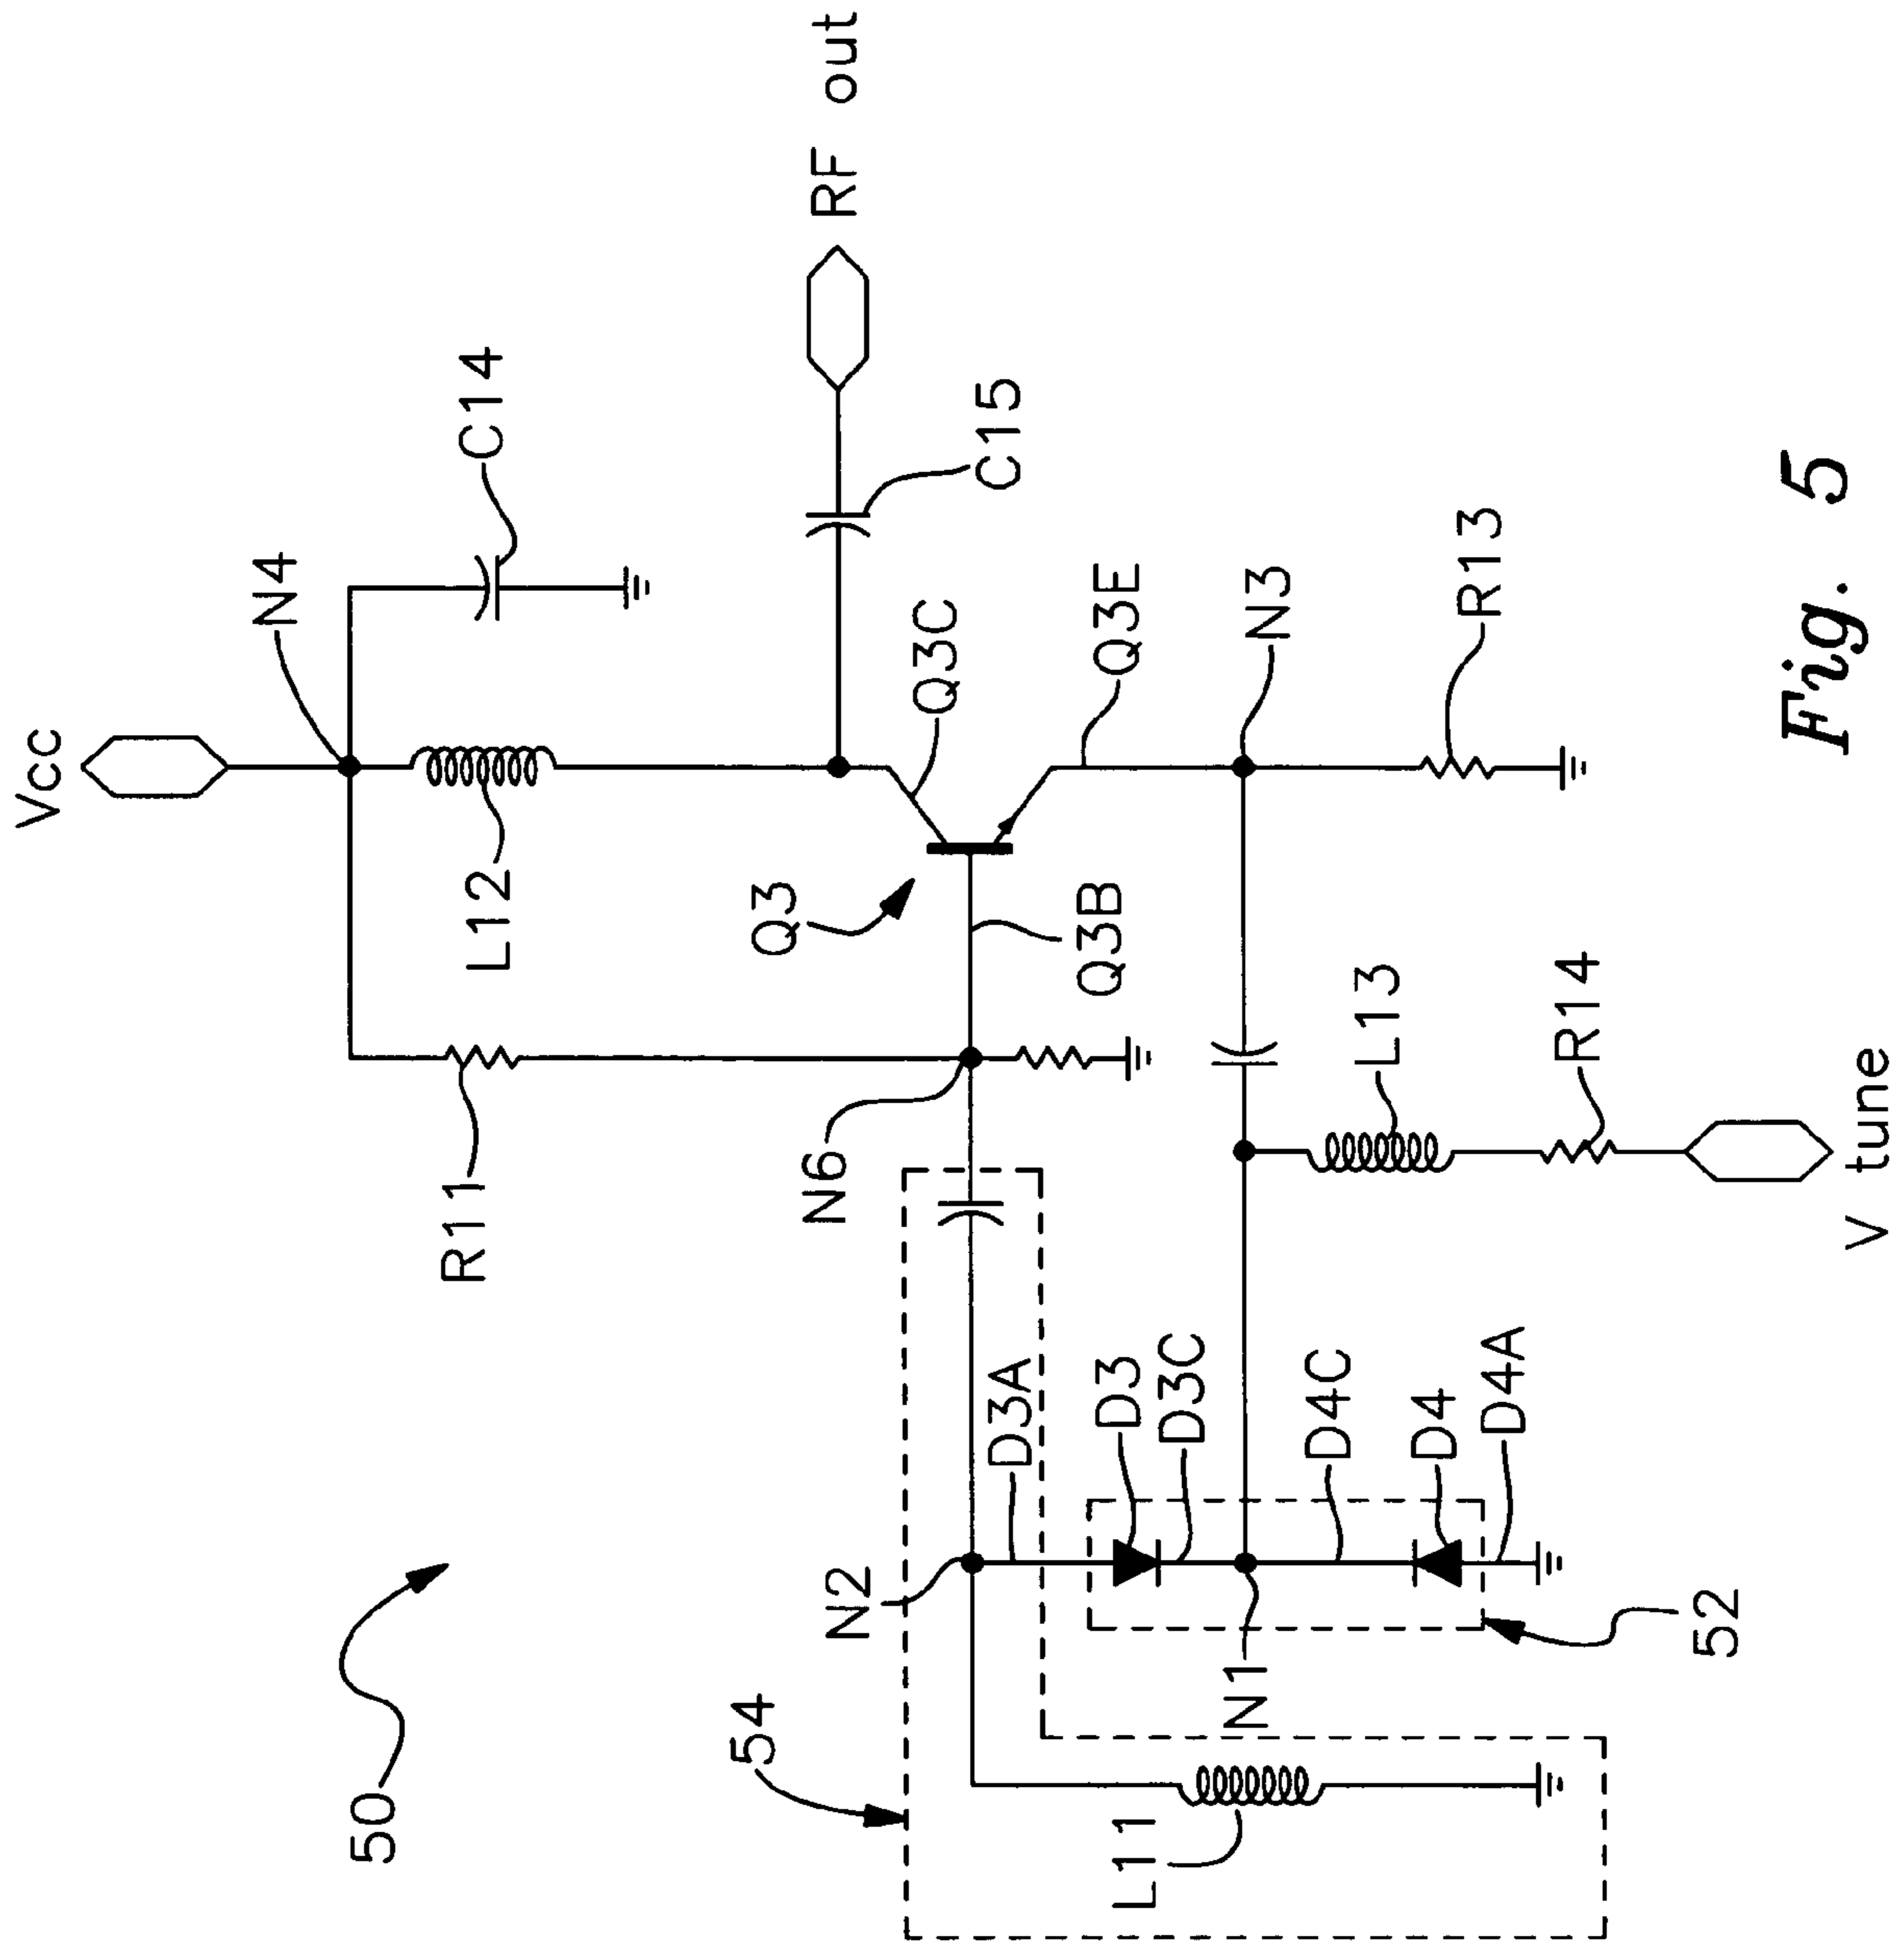 Vcc
N4
C14
L12
R11
RF out
C15
Q3C
Q3
Q3B
Q3E
N6
N3
R13
L13
R14
V tune
N2
D3A
D3
D3C
D4C
D4
D4A
N1
52
54
L11
50
Fig. 5